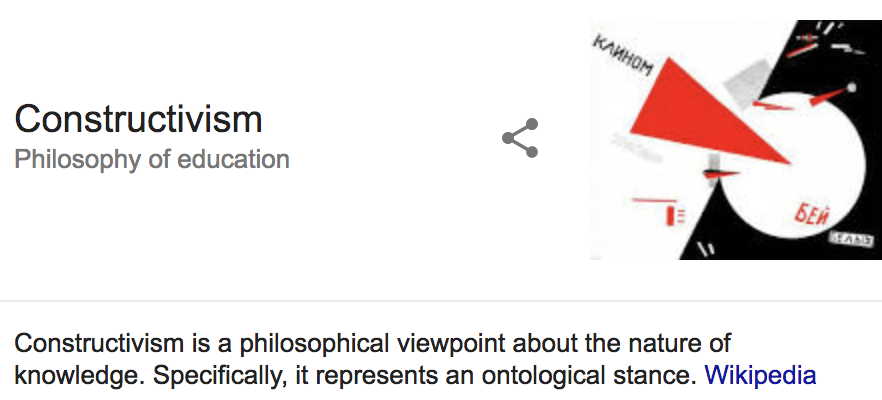 Constructivism
Philosophy of education
КЛИНОМ
БЕЙ
БЕЛЫХ
Constructivism is a philosophical viewpoint about the nature of
knowledge. Specifically, it represents an ontological stance. Wikipedia